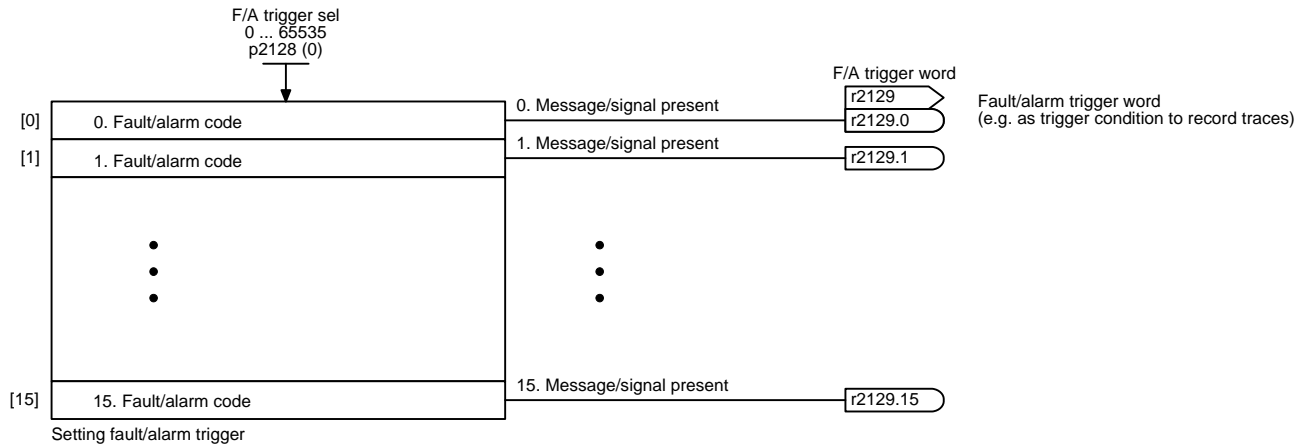 F/A trigger sel
0 ... 65535
p2128 (0)
F/A trigger word
r2129
Fault/alarm trigger word
(e.g. as trigger condition to record traces)
[0]
0. Fault/alarm code
0. Message/signal present
r2129.0
[1]
1. Fault/alarm code
1. Message/signal present
r2129.1
[15]
15. Fault/alarm code
15. Message/signal present
r2129.15
Setting fault/alarm trigger